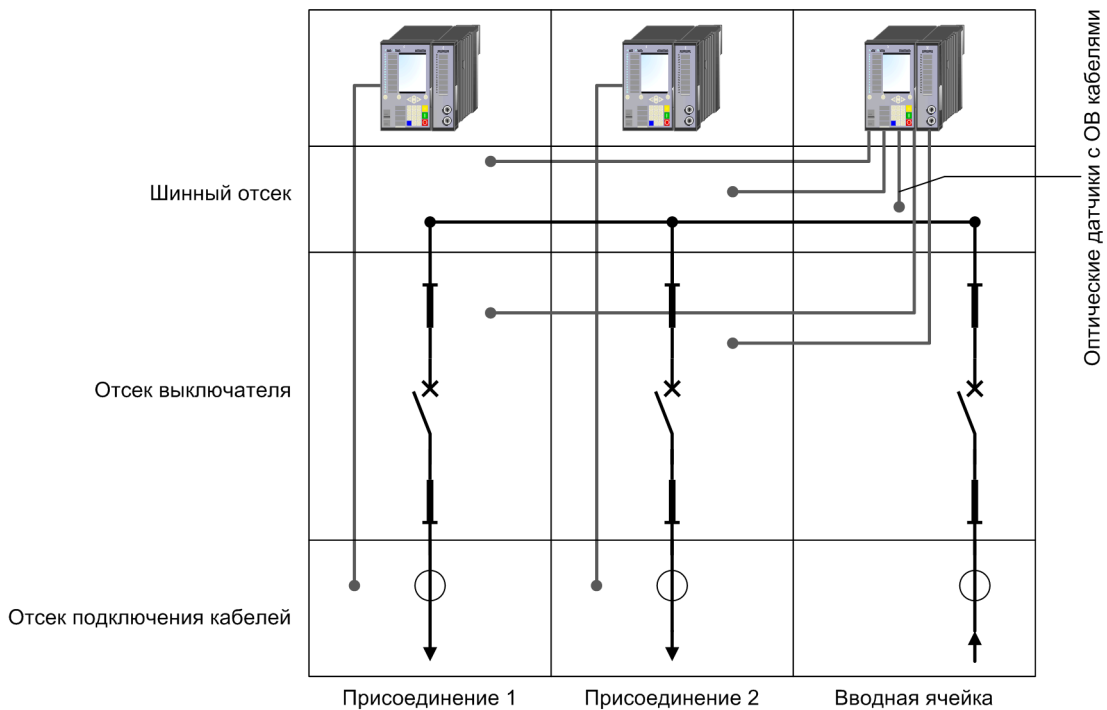 Шинный отсек
Отсек выключателя
Отсек подключения кабелей
Присоединение 1
Присоединение 2
Вводная ячейка
Оптические датчики с ОВ кабелями